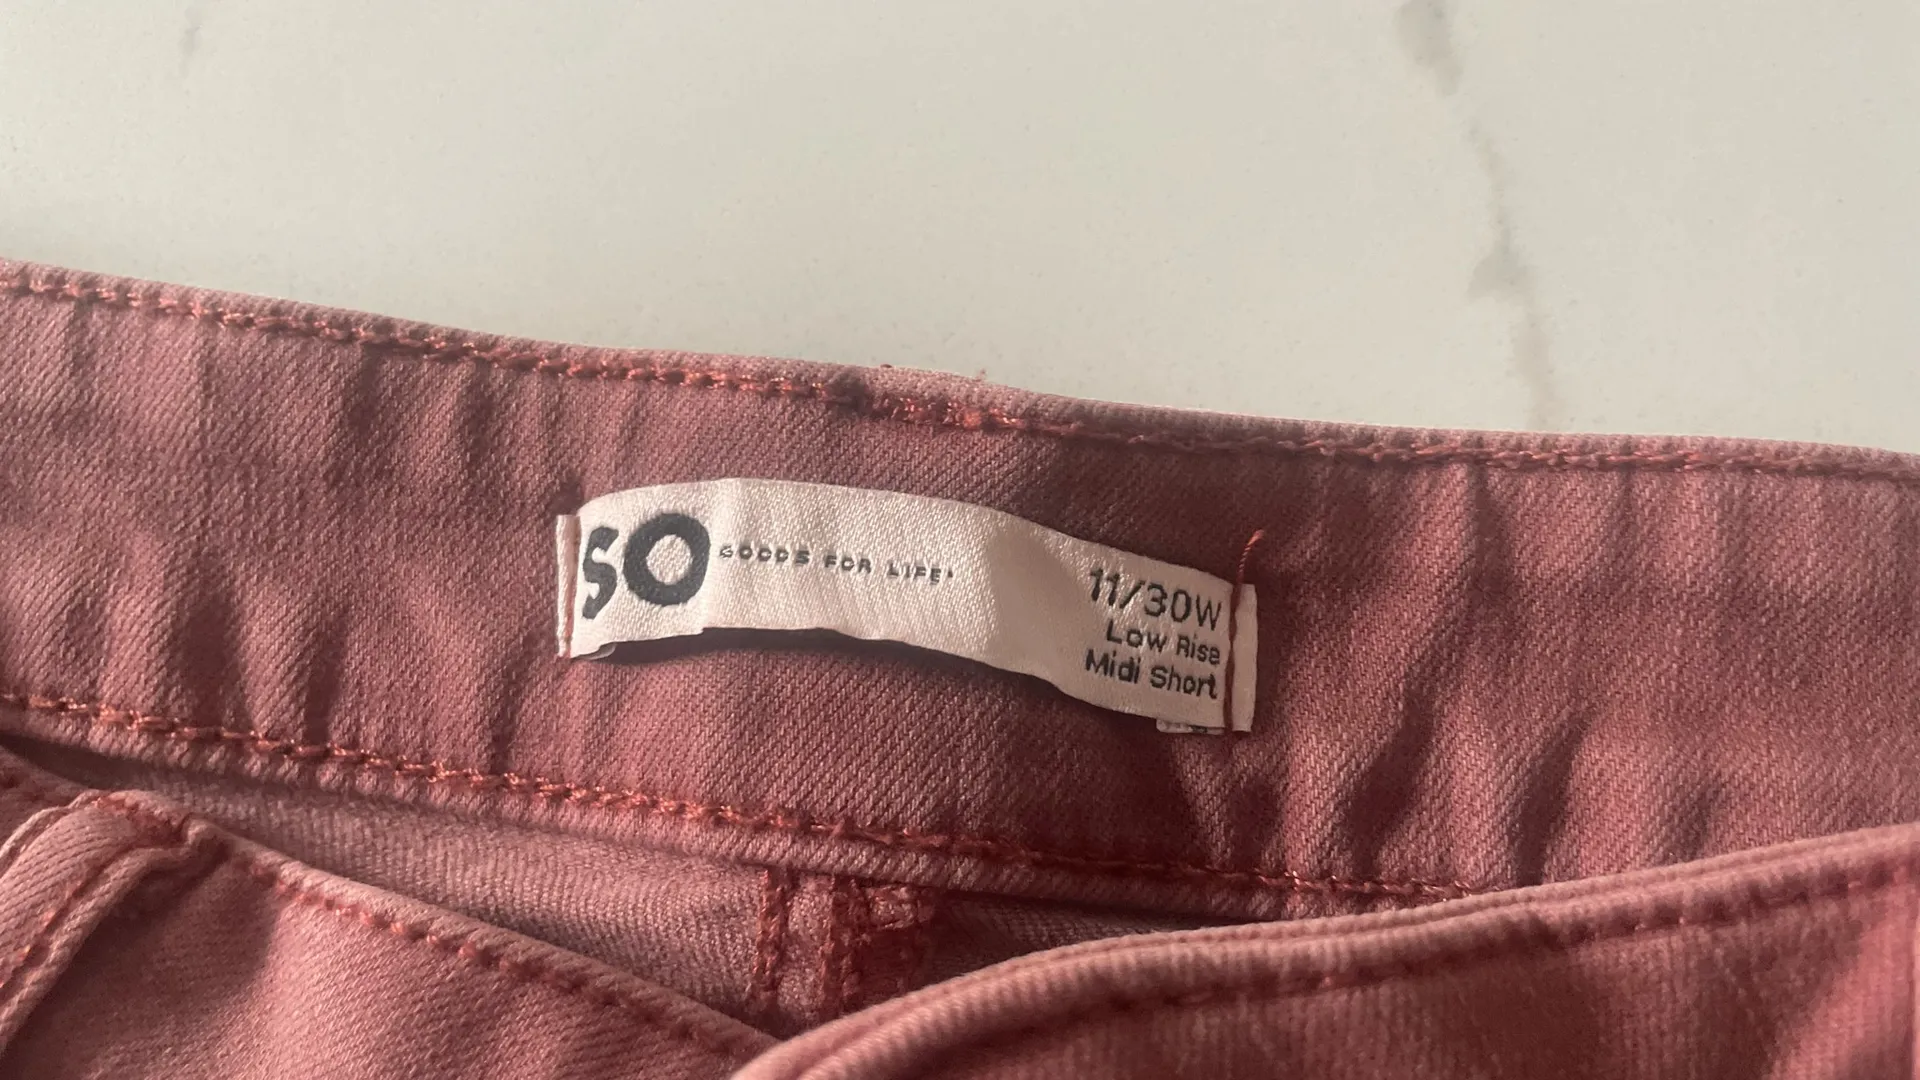 SO GOODS FOR LIFE
11/30W
Low Rise
Midi Short